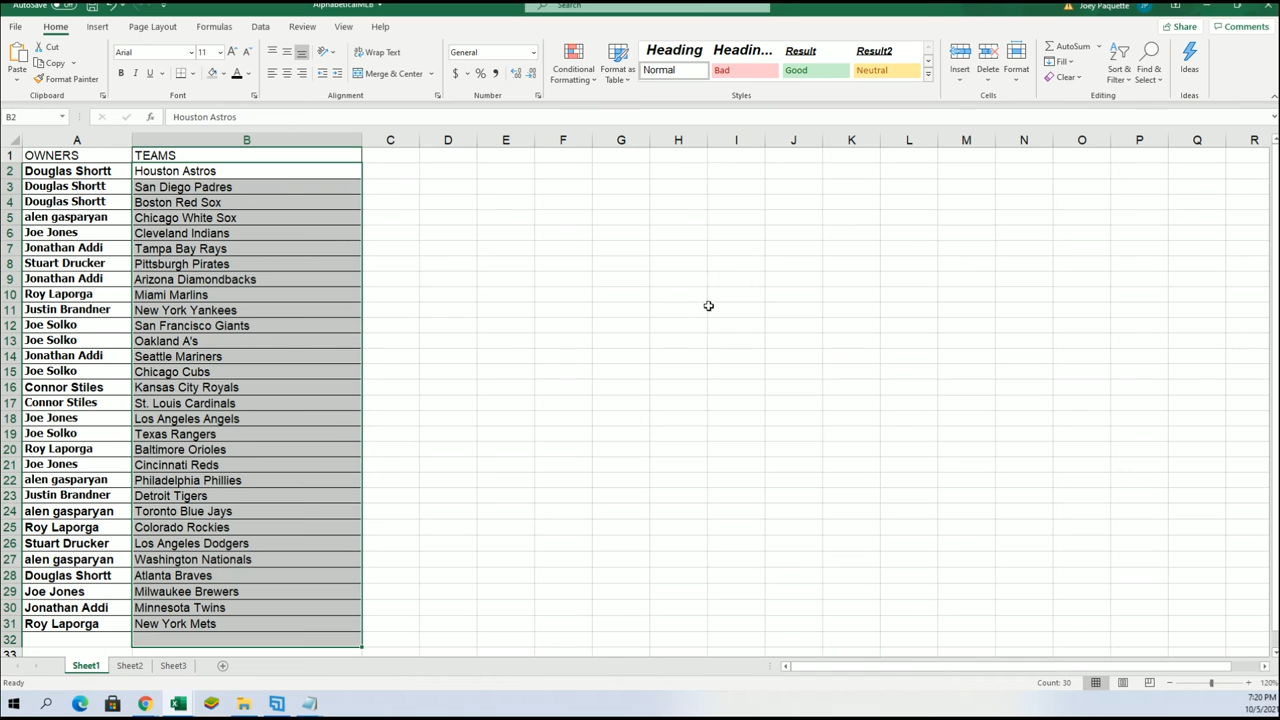 AutoSave Off AlphabeticalMLB Search Joey Paquette
File Home Insert Page Layout Formulas Data Review View Help Share Comments
Cut
Copy
Format Painter
Paste
Clipboard
Arial 11
B I U
Font
Wrap Text
Merge & Center
Alignment
General
$ % ,
Number
Conditional Formatting
Format as Table
Heading Headin... Result Result2
Normal Bad Good Neutral
Styles
Insert Delete Format
Cells
AutoSum
Fill
Clear
Sort & Filter
Find & Select
Editing
Ideas
Ideas
B2 fx Houston Astros
A B C D E F G H I J K L M N O P Q R
1 OWNERS TEAMS
2 Douglas Shortt Houston Astros
3 Douglas Shortt San Diego Padres
4 Douglas Shortt Boston Red Sox
5 alen gasparyan Chicago White Sox
6 Joe Jones Cleveland Indians
7 Jonathan Addi Tampa Bay Rays
8 Stuart Drucker Pittsburgh Pirates
9 Jonathan Addi Arizona Diamondbacks
10 Roy Laporga Miami Marlins
11 Justin Brandner New York Yankees
12 Joe Solko San Francisco Giants
13 Joe Solko Oakland A's
14 Jonathan Addi Seattle Mariners
15 Joe Solko Chicago Cubs
16 Connor Stiles Kansas City Royals
17 Connor Stiles St. Louis Cardinals
18 Joe Jones Los Angeles Angels
19 Joe Solko Texas Rangers
20 Roy Laporga Baltimore Orioles
21 Joe Jones Cincinnati Reds
22 alen gasparyan Philadelphia Phillies
23 Justin Brandner Detroit Tigers
24 alen gasparyan Toronto Blue Jays
25 Roy Laporga Colorado Rockies
26 Stuart Drucker Los Angeles Dodgers
27 alen gasparyan Washington Nationals
28 Douglas Shortt Atlanta Braves
29 Joe Jones Milwaukee Brewers
30 Jonathan Addi Minnesota Twins
31 Roy Laporga New York Mets
32
33
Sheet1 Sheet2 Sheet3
Ready Count: 30 120%
7:20 PM
10/5/2021